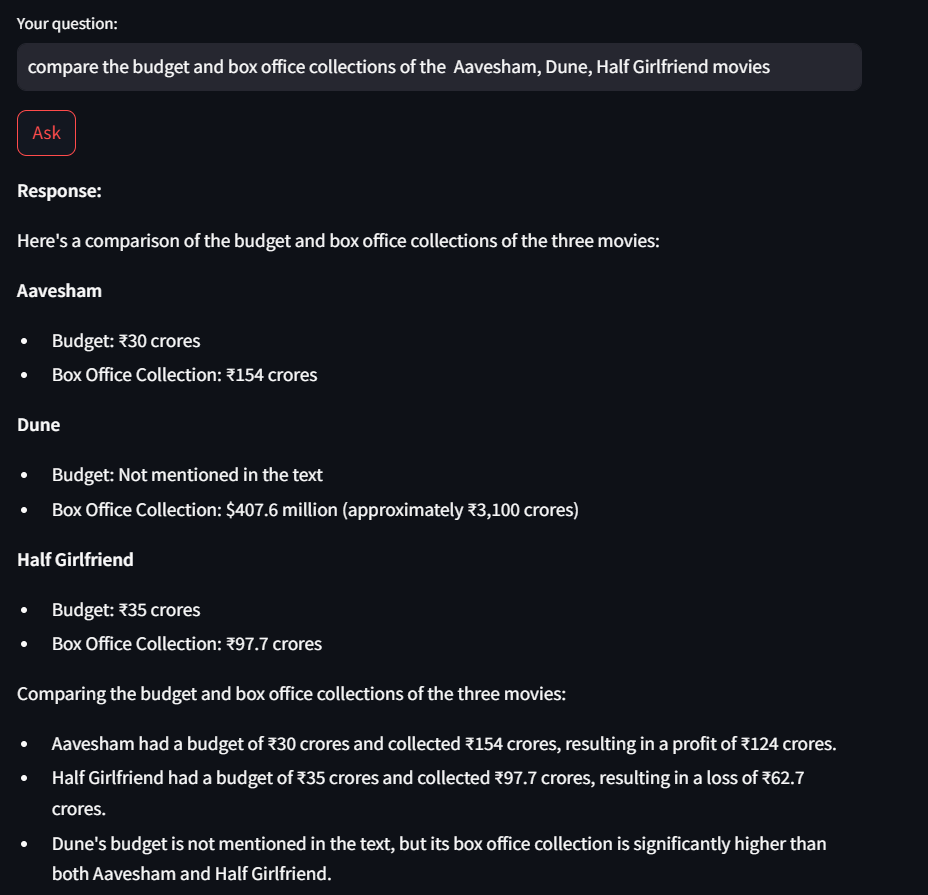 Your question:
compare the budget and box office collections of the  Aavesham, Dune, Half Girlfriend movies
Ask
Response:
Here's a comparison of the budget and box office collections of the three movies:
Aavesham
• Budget: ₹30 crores
• Box Office Collection: ₹154 crores
Dune
• Budget: Not mentioned in the text
• Box Office Collection: $407.6 million (approximately ₹3,100 crores)
Half Girlfriend
• Budget: ₹35 crores
• Box Office Collection: ₹97.7 crores
Comparing the budget and box office collections of the three movies:
• Aavesham had a budget of ₹30 crores and collected ₹154 crores, resulting in a profit of ₹124 crores.
• Half Girlfriend had a budget of ₹35 crores and collected ₹97.7 crores, resulting in a loss of ₹62.7
crores.
• Dune's budget is not mentioned in the text, but its box office collection is significantly higher than
both Aavesham and Half Girlfriend.